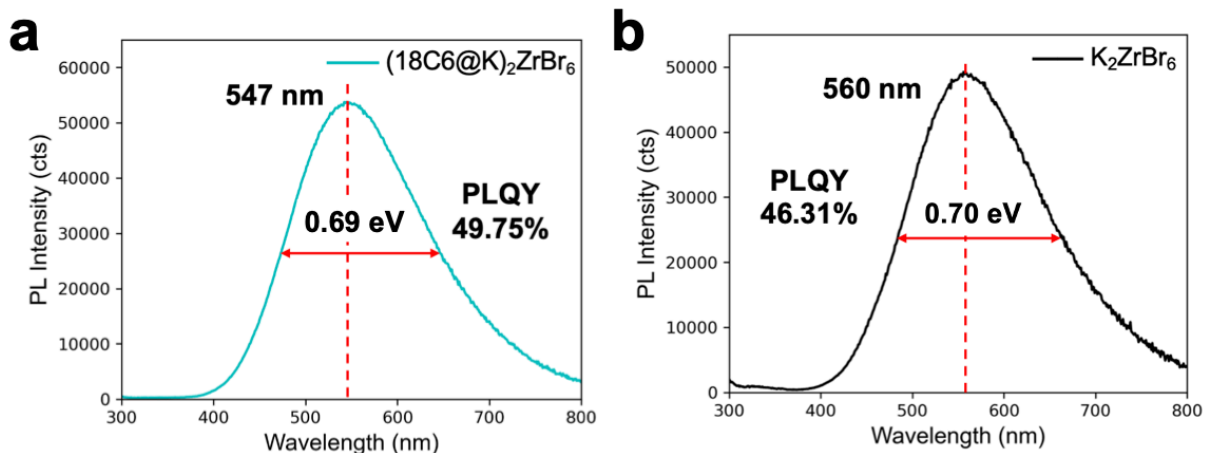 a
(18C6@K)₂ZrBr₆
547 nm
PLQY
49.75%
0.69 eV
PL Intensity (cts)
60000
50000
40000
30000
20000
10000
0
300
400
500
600
700
800
Wavelength (nm)
b
K₂ZrBr₆
560 nm
PLQY
46.31%
0.70 eV
PL Intensity (cts)
50000
40000
30000
20000
10000
0
300
400
500
600
700
800
Wavelength (nm)